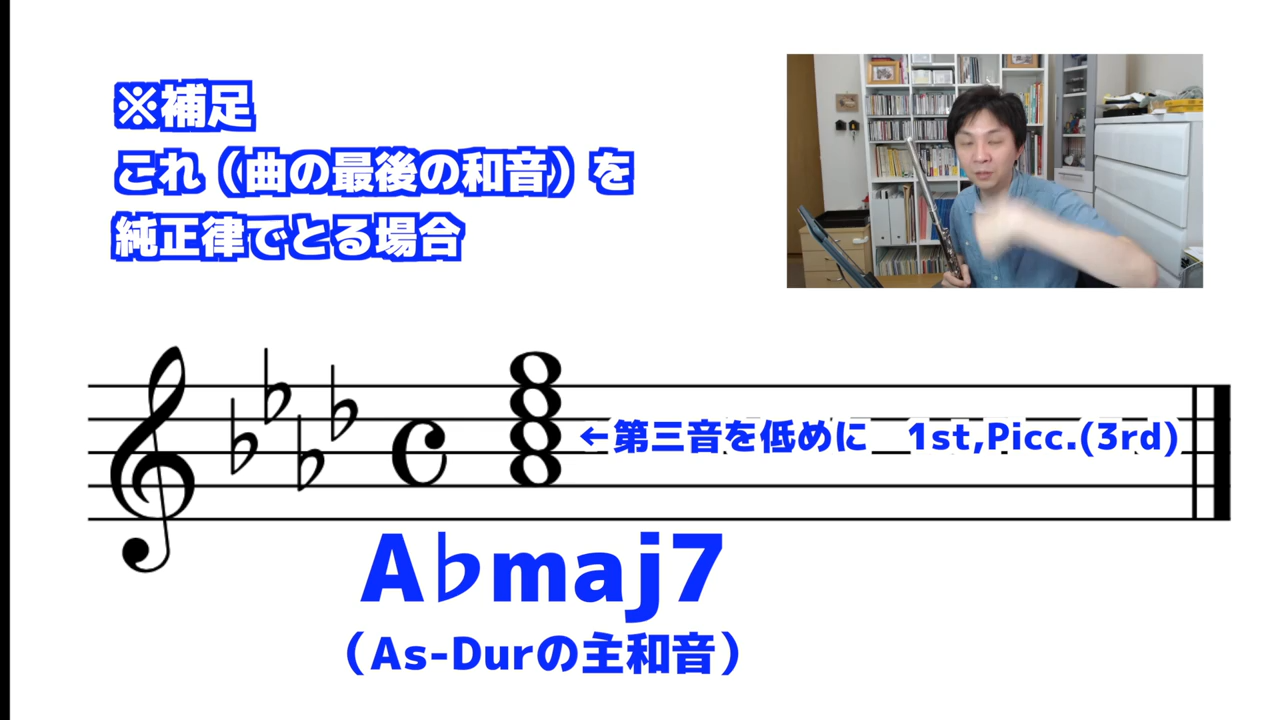 ※補足
これ（曲の最後の和音）を
純正律でとる場合
←第三音を低めに　1st,Picc.(3rd)
A♭maj7
（As-Durの主和音）